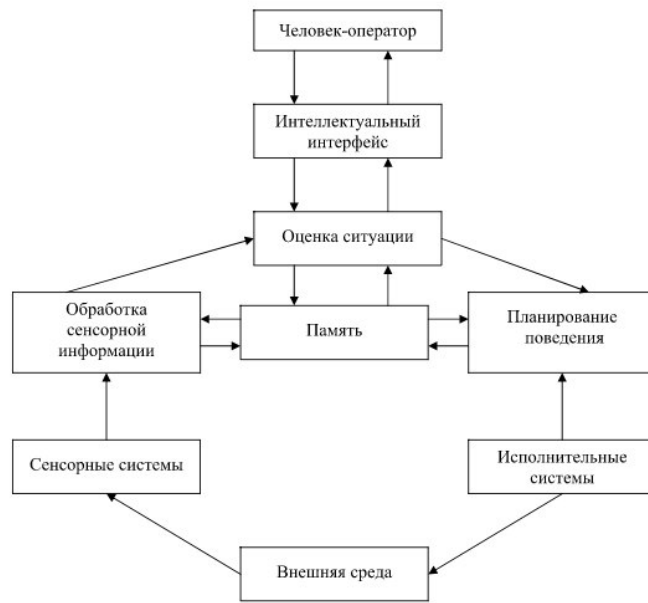 Человек-оператор
Интеллектуальный
интерфейс
Оценка ситуации
Обработка
сенсорной
информации
Память
Планирование
поведения
Сенсорные системы
Исполнительные
системы
Внешняя среда